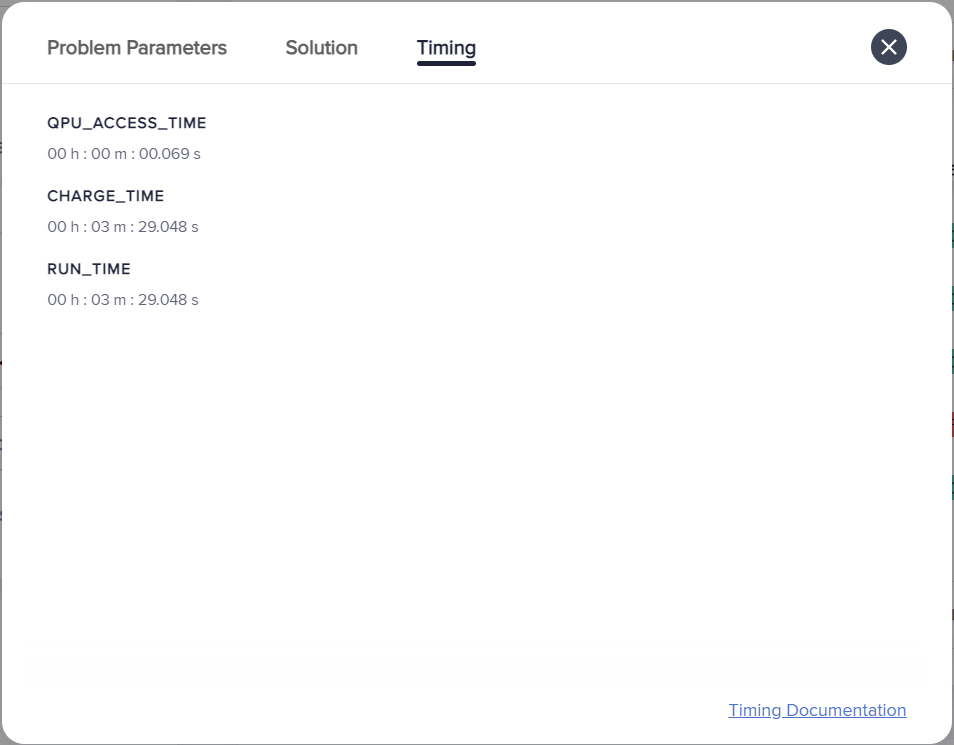 Problem Parameters Solution Timing
QPU_ACCESS_TIME
00 h : 00 m : 00.069 s
CHARGE_TIME
00 h : 03 m : 29.048 s
RUN_TIME
00 h : 03 m : 29.048 s
Timing Documentation